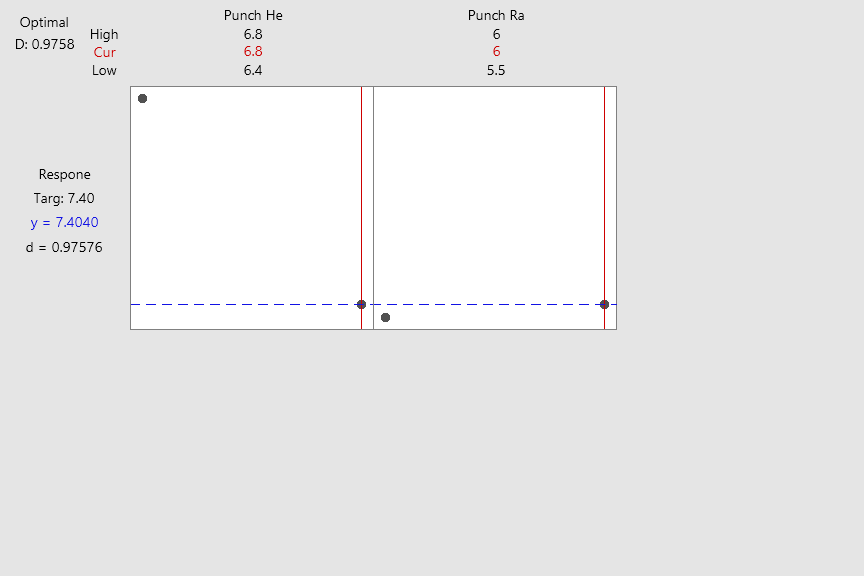 Optimal
D: 0.9758
High
Cur
Low
Punch He
6.8
6.8
6.4
Punch Ra
6
6
5.5
Respone
Targ: 7.40
y = 7.4040
d = 0.97576